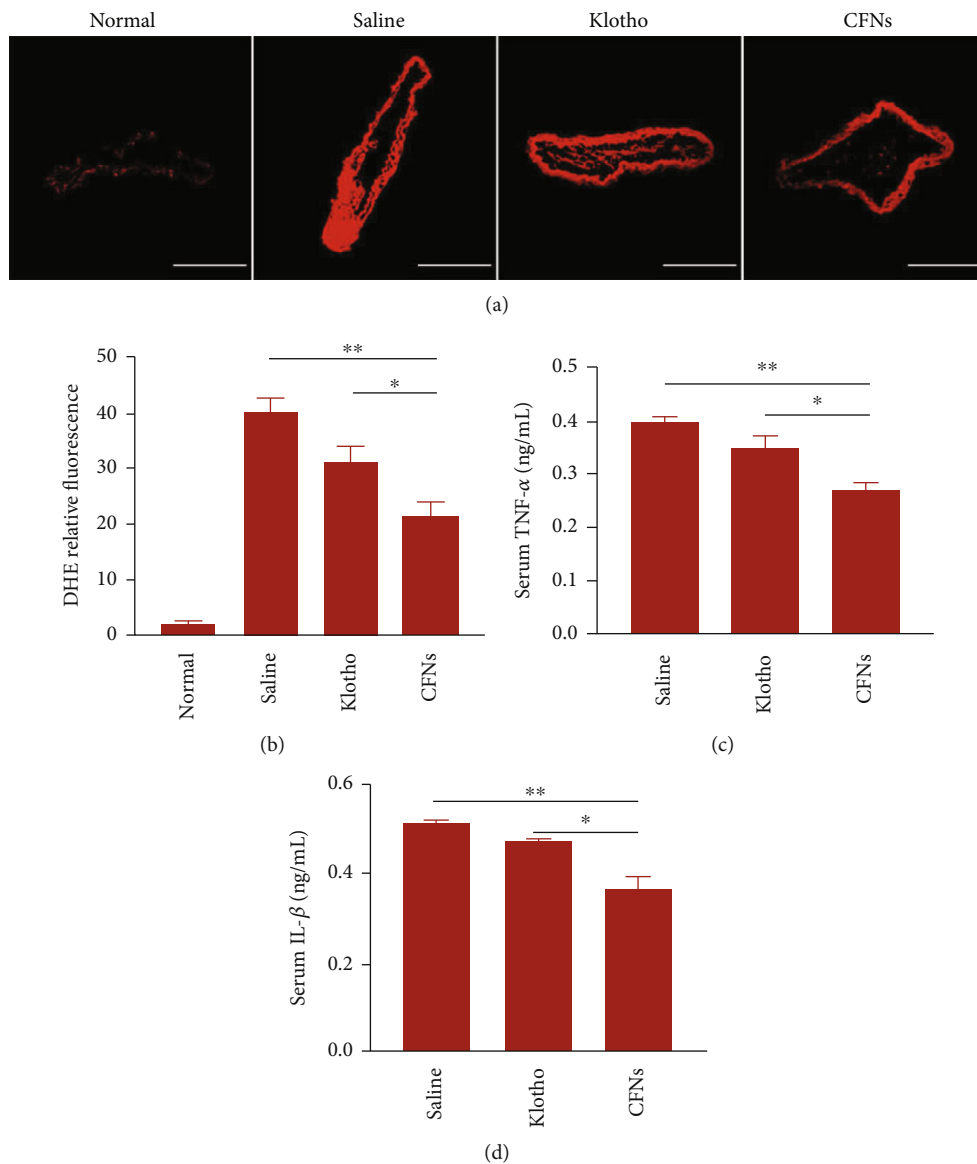 Normal Saline Klotho CFNs
(a)
50
40
30
20
10
0
DHE relative fluorescence
**
*
Normal
Saline
Klotho
CFNs
(b)
0.5
0.4
0.3
0.2
0.1
0.0
Serum TNF-α (ng/mL)
**
*
Saline
Klotho
CFNs
(c)
0.6
0.4
0.2
0.0
Serum IL-β (ng/mL)
**
*
Saline
Klotho
CFNs
(d)